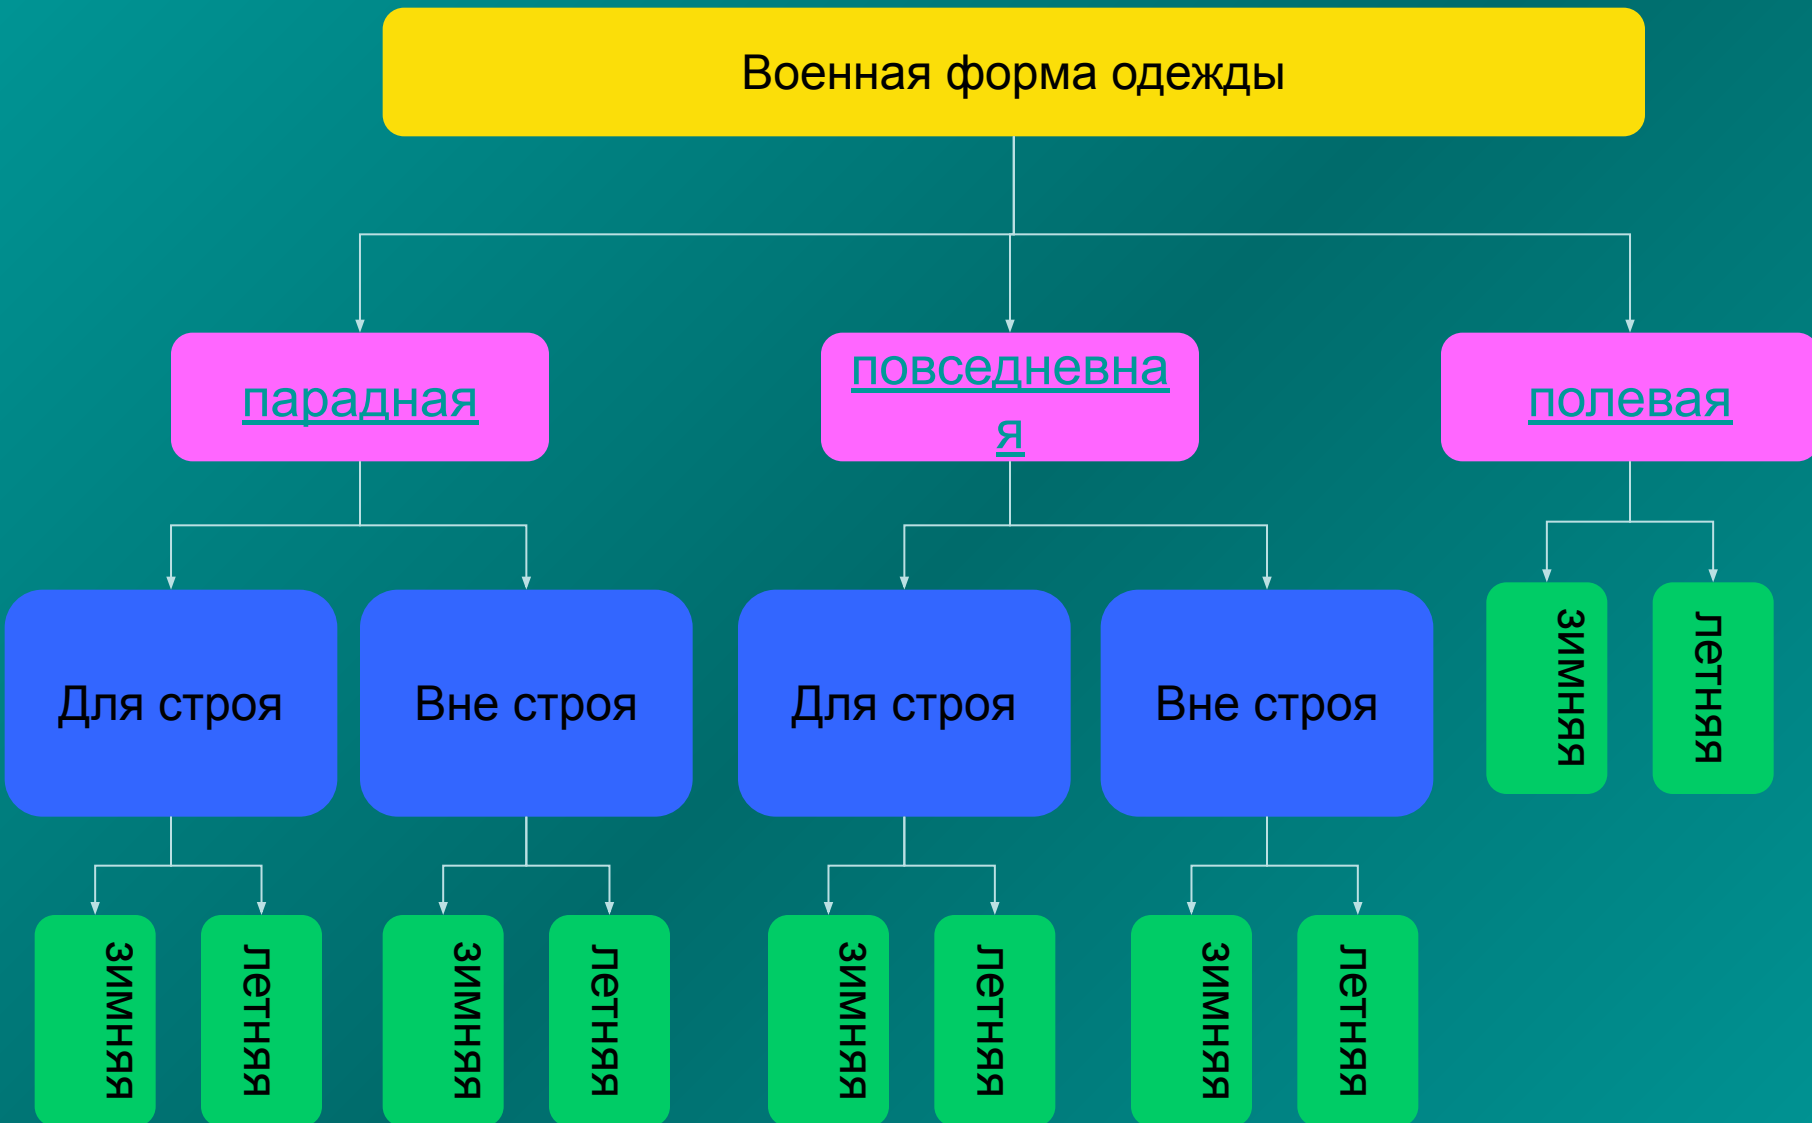 Военная форма одежды
парадная
повседневна
я
полевая
Для строя
Вне строя
Для строя
Вне строя
зимняя
летняя
зимняя
летняя
зимняя
летняя
зимняя
летняя
зимняя
летняя